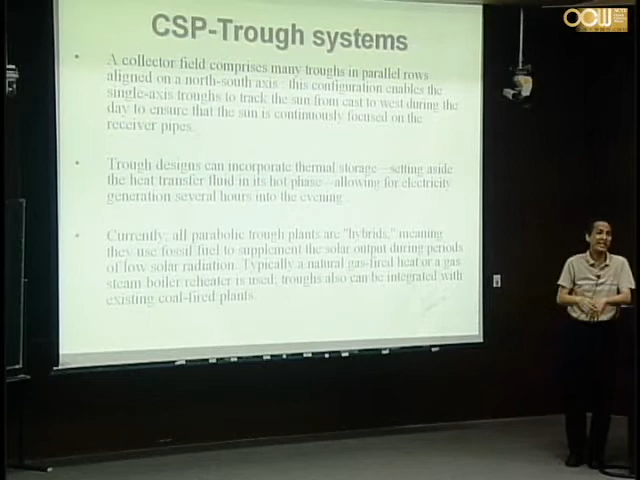 OCW
CSP-Trough systems
• A collector field comprises many troughs in parallel rows
aligned on a north-south axis this configuration enables the
single-axis troughs to track the sun from east to west during the
day to ensure that the sun is continuously focused on the
receiver pipes.
• Trough designs can incorporate thermal storage—setting aside
the heat transfer fluid in its hot phase—allowing for electricity
generation several hours into the evening.
• Currently, all parabolic trough plants are "hybrids," meaning
they use fossil fuel to supplement the solar output during periods
of low solar radiation. Typically a natural gas-fired heat or a gas
steam boiler/reheater is used; troughs also can be integrated with
existing coal-fired plants.